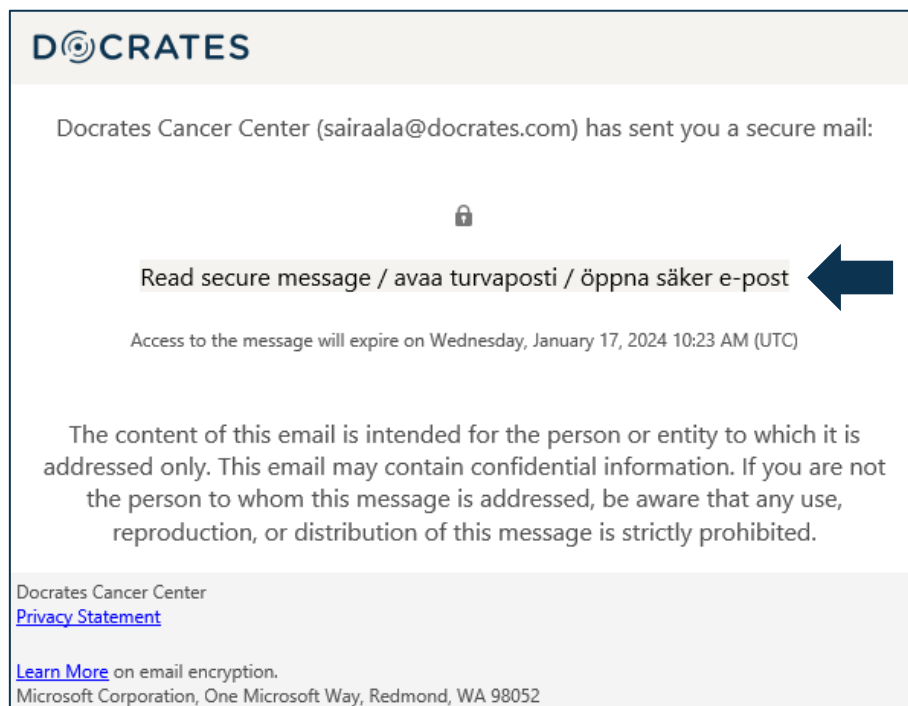 DOCRATES
Docrates Cancer Center (sairaala@docrates.com) has sent you a secure mail:
Read secure message / avaa turvaposti / öppna säker e-post
Access to the message will expire on Wednesday, January 17, 2024 10:23 AM (UTC)
The content of this email is intended for the person or entity to which it is
addressed only. This email may contain confidential information. If you are not
the person to whom this message is addressed, be aware that any use,
reproduction, or distribution of this message is strictly prohibited.
Docrates Cancer Center
Privacy Statement
Learn More on email encryption.
Microsoft Corporation, One Microsoft Way, Redmond, WA 98052